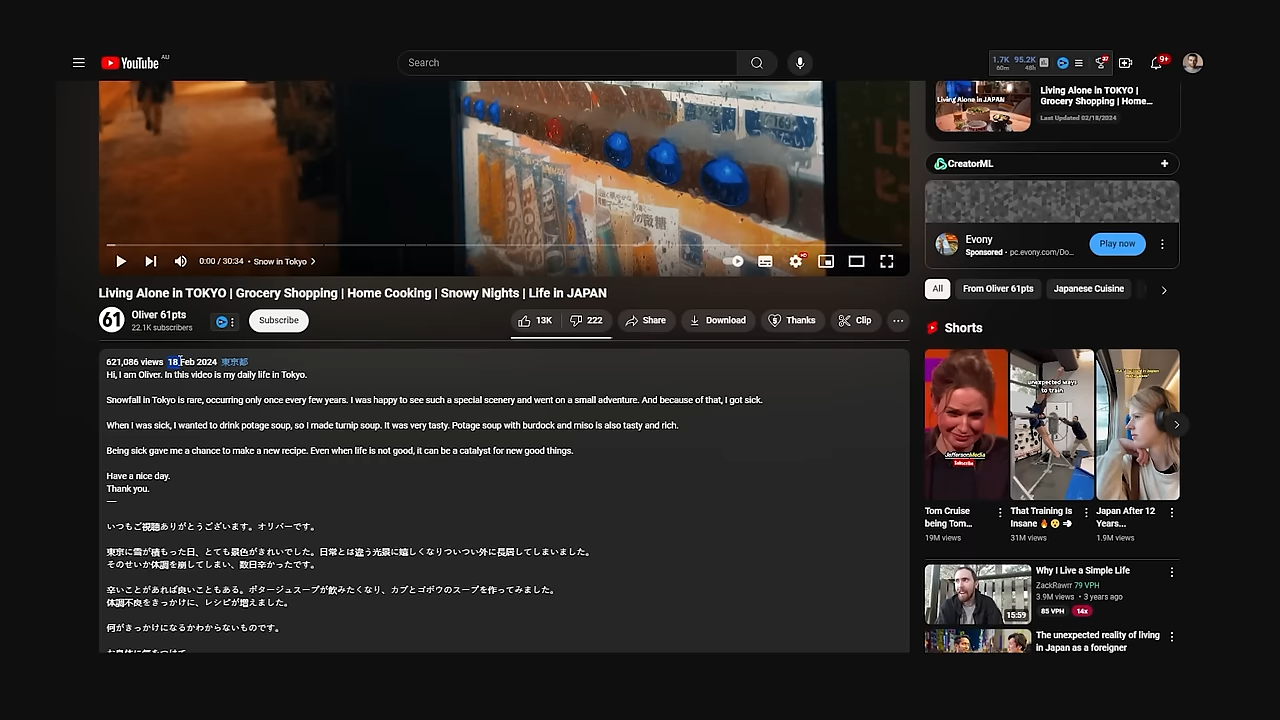 YouTube AU
Search
1.7K 95.2K
60m 48h
37
9+
Living Alone in JAPAN
Living Alone in TOKYO |
Grocery Shopping | Home…
Last Updated 02/18/2024
CreatorML
Evony
Sponsored · pc.evony.com/Do...
Play now
0:00 / 30:34 • Snow in Tokyo
HD
Living Alone in TOKYO | Grocery Shopping | Home Cooking | Snowy Nights | Life in JAPAN
61
Oliver 61pts
22.1K subscribers
Subscribe
13K
222
Share
Download
Thanks
Clip
All
From Oliver 61pts
Japanese Cuisine
621,086 views 18 Feb 2024 東京都
Hi, I am Oliver. In this video is my daily life in Tokyo.
Snowfall in Tokyo is rare, occurring only once every few years. I was happy to see such a special scenery and went on a small adventure. And because of that, I got sick.
When I was sick, I wanted to drink potage soup, so I made turnip soup. It was very tasty. Potage soup with burdock and miso is also tasty and rich.
Being sick gave me a chance to make a new recipe. Even when life is not good, it can be a catalyst for new good things.
Have a nice day.
Thank you.
—
いつもご視聴ありがとうございます。オリバーです。
東京に雪が積もった日、とても景色がきれいでした。日常とは違う光景に嬉しくなりついつい外に長居してしまいました。
そのせいか体調を崩してしまい、数日辛かったです。
辛いことがあれば良いこともある。ポタージュスープが飲みたくなり、カブとゴボウのスープを作ってみました。
体調不良をきっかけに、レシピが増えました。
何がきっかけになるかわからないものです。
Shorts
JeffersonMedia
Subscribe
unexpected ways
to train
Tom Cruise
being Tom...
19M views
That Training Is
Insane 🔥😮💨
31M views
Japan After 12
Years...
1.9M views
15:59
Why I Live a Simple Life
ZackRawrr 79 VPH
3.9M views • 3 years ago
85 VPH 14x
The unexpected reality of living
in Japan as a foreigner